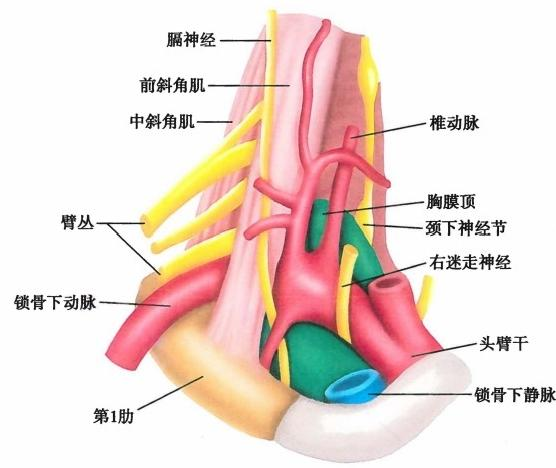 膈神经
前斜角肌
中斜角肌
椎动脉
胸膜顶
臂丛
颈下神经节
右迷走神经
锁骨下动脉
头臂干
锁骨下静脉
第1肋